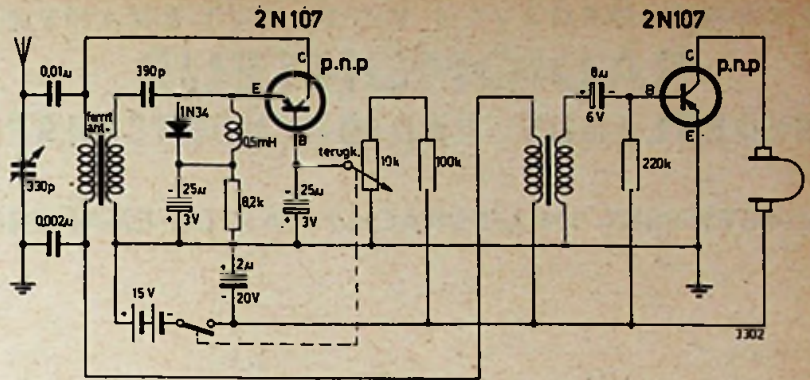 2N107
2N107
p.n.p
p.n.p
C
E
B
C
B
E
0,01µ
390p
ferrit
ant.
1N34
0,5mH
terugk.
10k
100k
8µ
6V
220k
330p
0,002µ
25µ
3V
8,2k
25µ
3V
2µ
20V
15V
3302